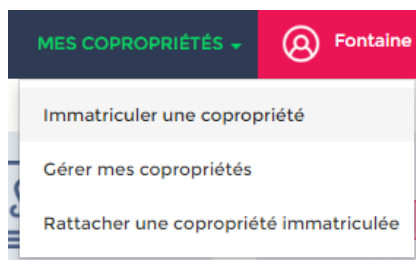 MES COPROPRIÉTÉS Fontaine
Immatriculer une copropriété
Gérer mes copropriétés
Rattacher une copropriété immatriculée